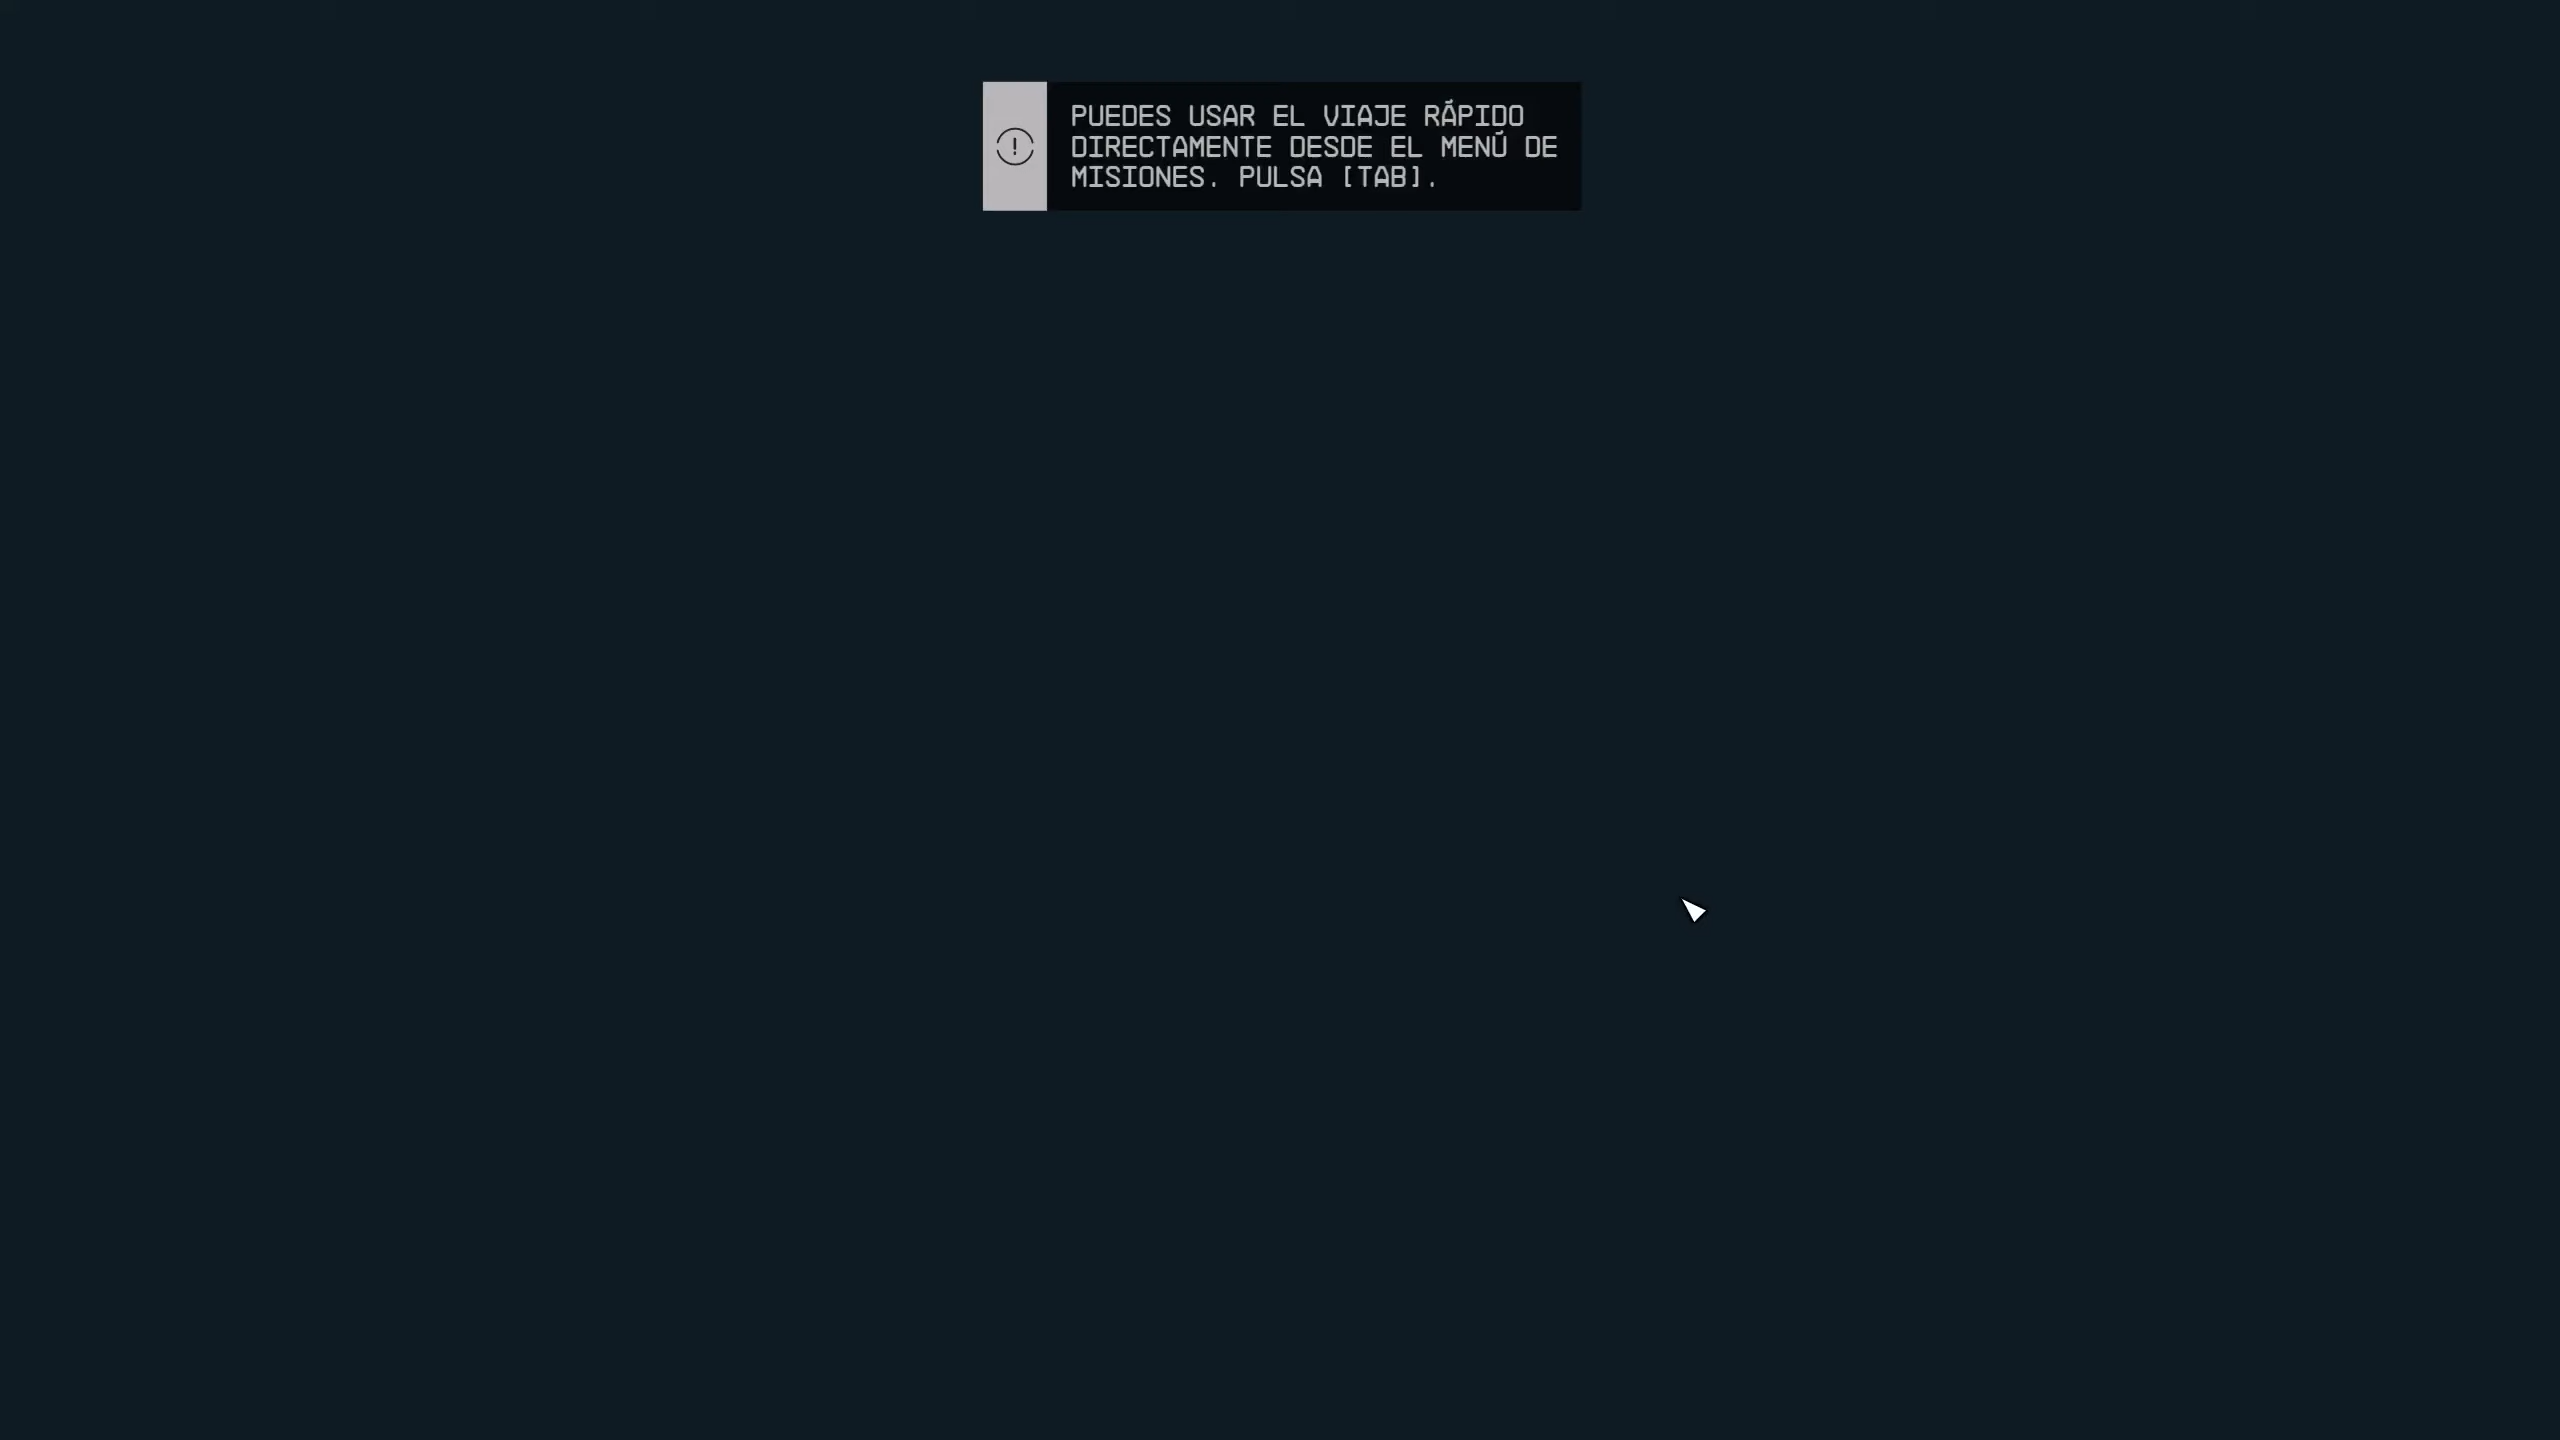 PUEDES USAR EL VIAJE RÁPIDO
DIRECTAMENTE DESDE EL MENÚ DE
MISIONES. PULSA [TAB].